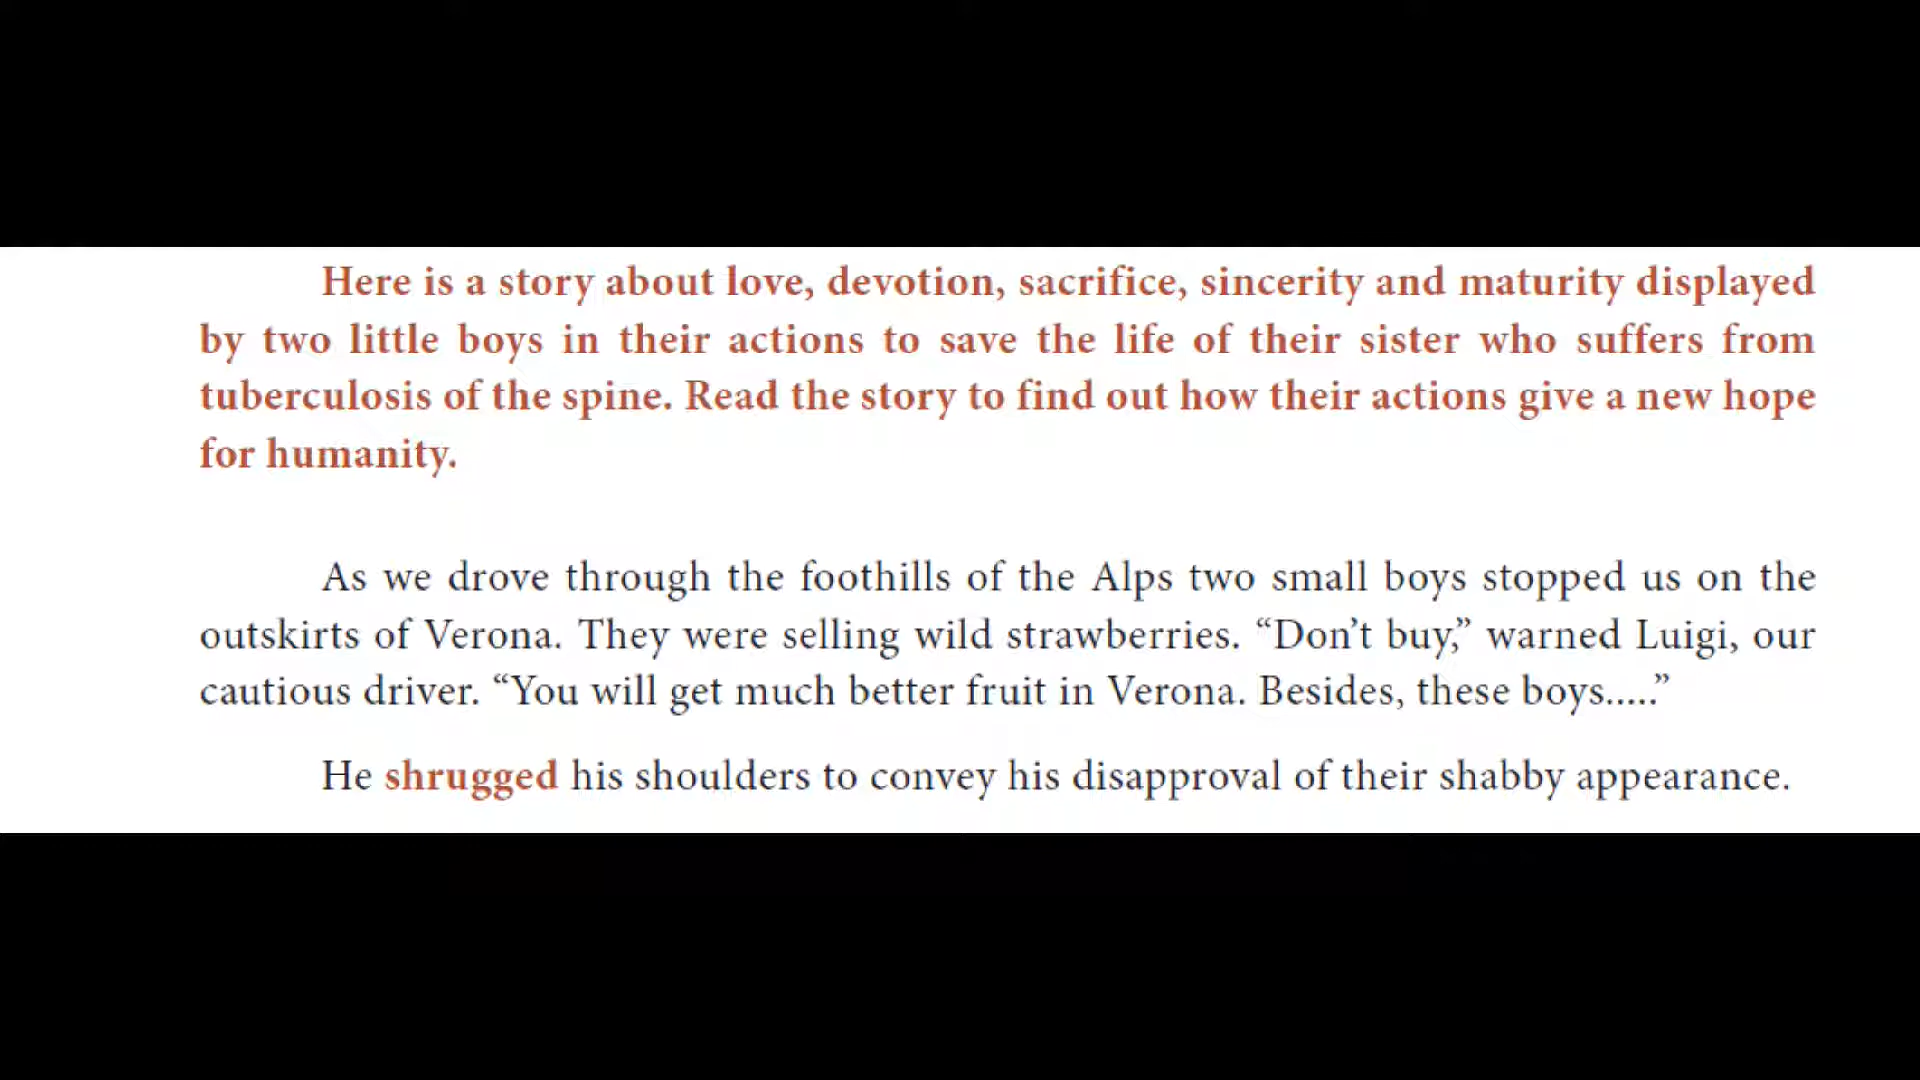 Here is a story about love, devotion, sacrifice, sincerity and maturity displayed
by two little boys in their actions to save the life of their sister who suffers from
tuberculosis of the spine. Read the story to find out how their actions give a new hope
for humanity.
As we drove through the foothills of the Alps two small boys stopped us on the
outskirts of Verona. They were selling wild strawberries. “Don’t buy,” warned Luigi, our
cautious driver. “You will get much better fruit in Verona. Besides, these boys.....”
He shrugged his shoulders to convey his disapproval of their shabby appearance.